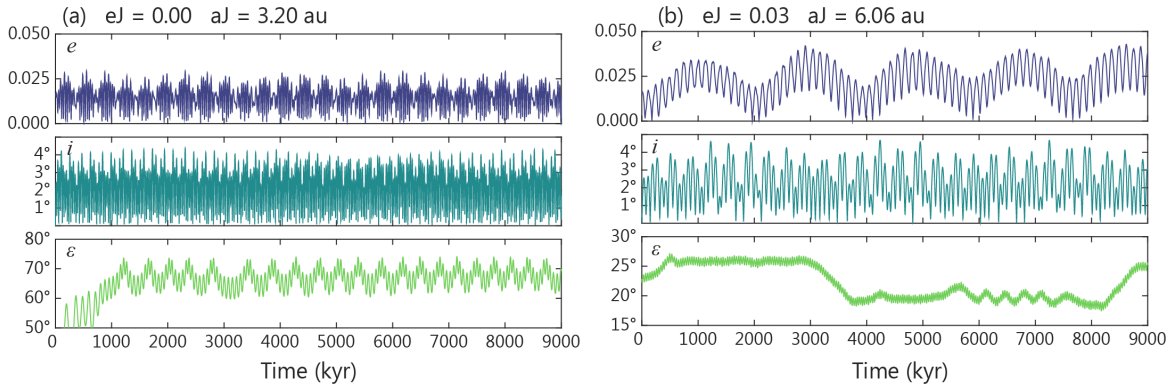 (a) eJ = 0.00 aJ = 3.20 au
0.050
e
0.025
0.000
i
4°
3°
2°
1°
80°
ε
70°
60°
50°
0 1000 2000 3000 4000 5000 6000 7000 8000 9000
Time (kyr)
(b) eJ = 0.03 aJ = 6.06 au
0.050
e
0.025
0.000
i
4°
3°
2°
1°
30°
ε
25°
20°
15°
0 1000 2000 3000 4000 5000 6000 7000 8000 9000
Time (kyr)